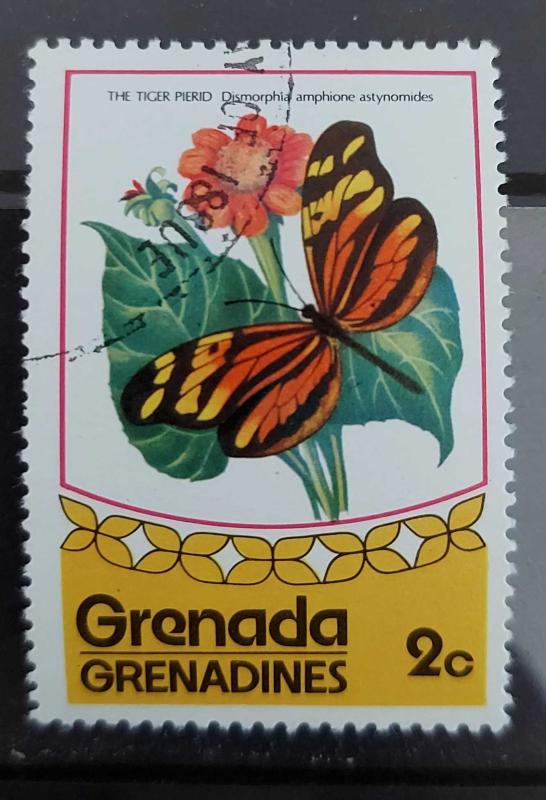 THE TIGER PIERID Dismorphia amphione astynomides
Grenada
GRENADINES
2c